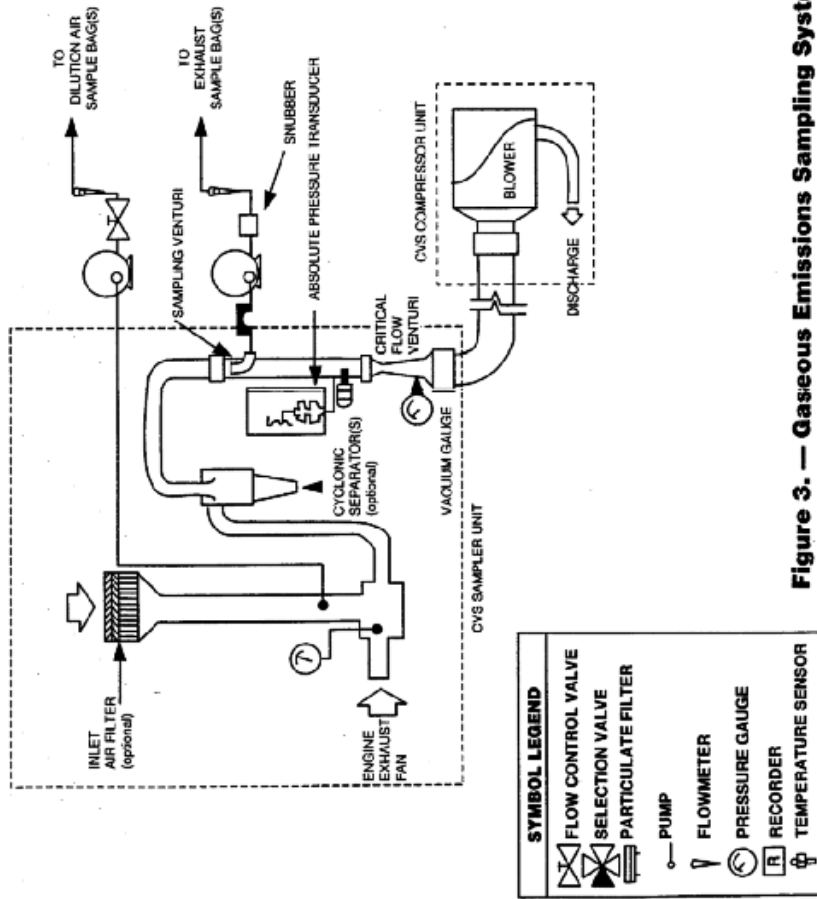 TO
DILUTION AIR
SAMPLE BAG(S)
TO
EXHAUST
SAMPLE BAG(S)
SNUBBER
ABSOLUTE PRESSURE TRANSDUCER
SAMPLING VENTURI
CVS COMPRESSOR UNIT
BLOWER
DISCHARGE
CRITICAL
FLOW
VENTURI
VACUUM GAUGE
CYCLONIC
SEPARATOR(S)
(optional)
CVS SAMPLER UNIT
INLET
AIR FILTER
(optional)
ENGINE
EXHAUST
FAN
SYMBOL LEGEND
FLOW CONTROL VALVE
SELECTION VALVE
PARTICULATE FILTER
PUMP
FLOWMETER
PRESSURE GAUGE
R RECORDER
TEMPERATURE SENSOR
Figure 3. — Gaseous Emissions Sampling Syst